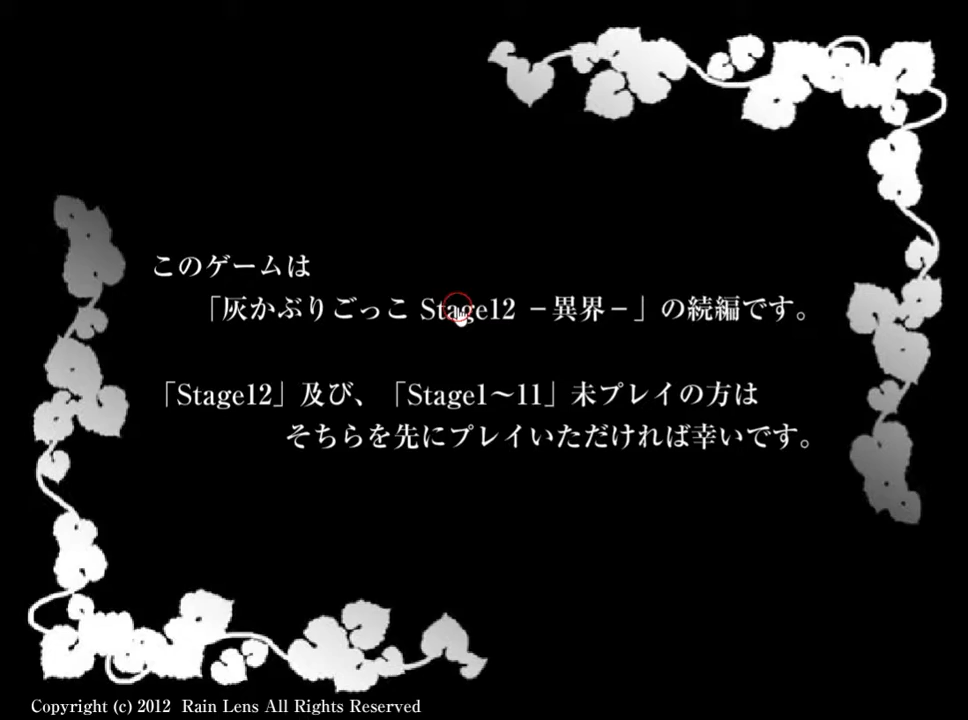 このゲームは
「灰かぶりごっこ Stage12 －異界－」の続編です。
「Stage12」及び、「Stage1～11」未プレイの方は
そちらを先にプレイいただければ幸いです。
Copyright (c) 2012 Rain Lens All Rights Reserved